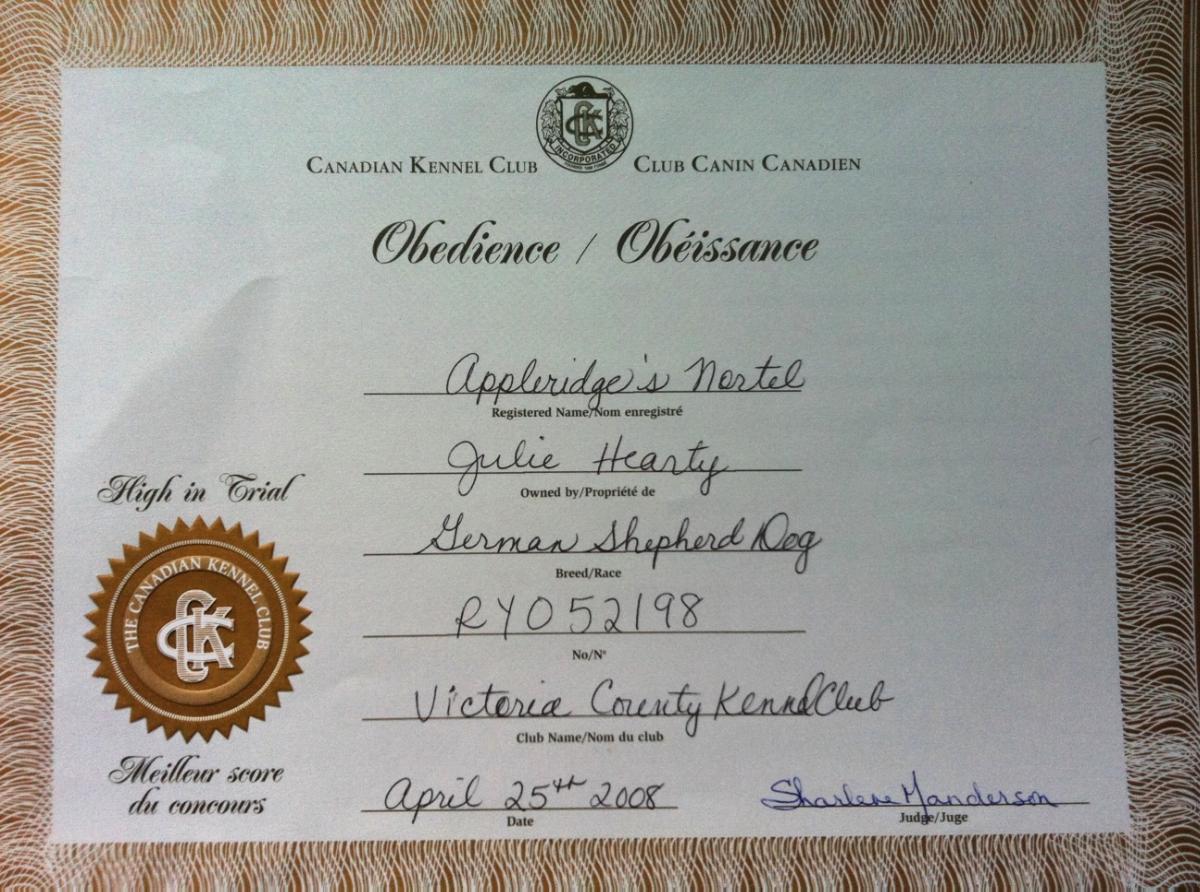 CANADIAN KENNEL CLUB CLUB CANIN CANADIEN
CKC
INCORPORATED
Obedience / Obéissance
Appleridge's Nortel
Registered Name/Nom enregistré
Julie Hearty
Owned by/Propriété de
German Shepherd Dog
Breed/Race
RY052198
No/Nº
Victoria County Kennel Club
Club Name/Nom du club
April 25th 2008
Date
Sharlene Manderson
Judge/Juge
High in Trial
THE CANADIAN KENNEL CLUB
CKC
Meilleur score
du concours